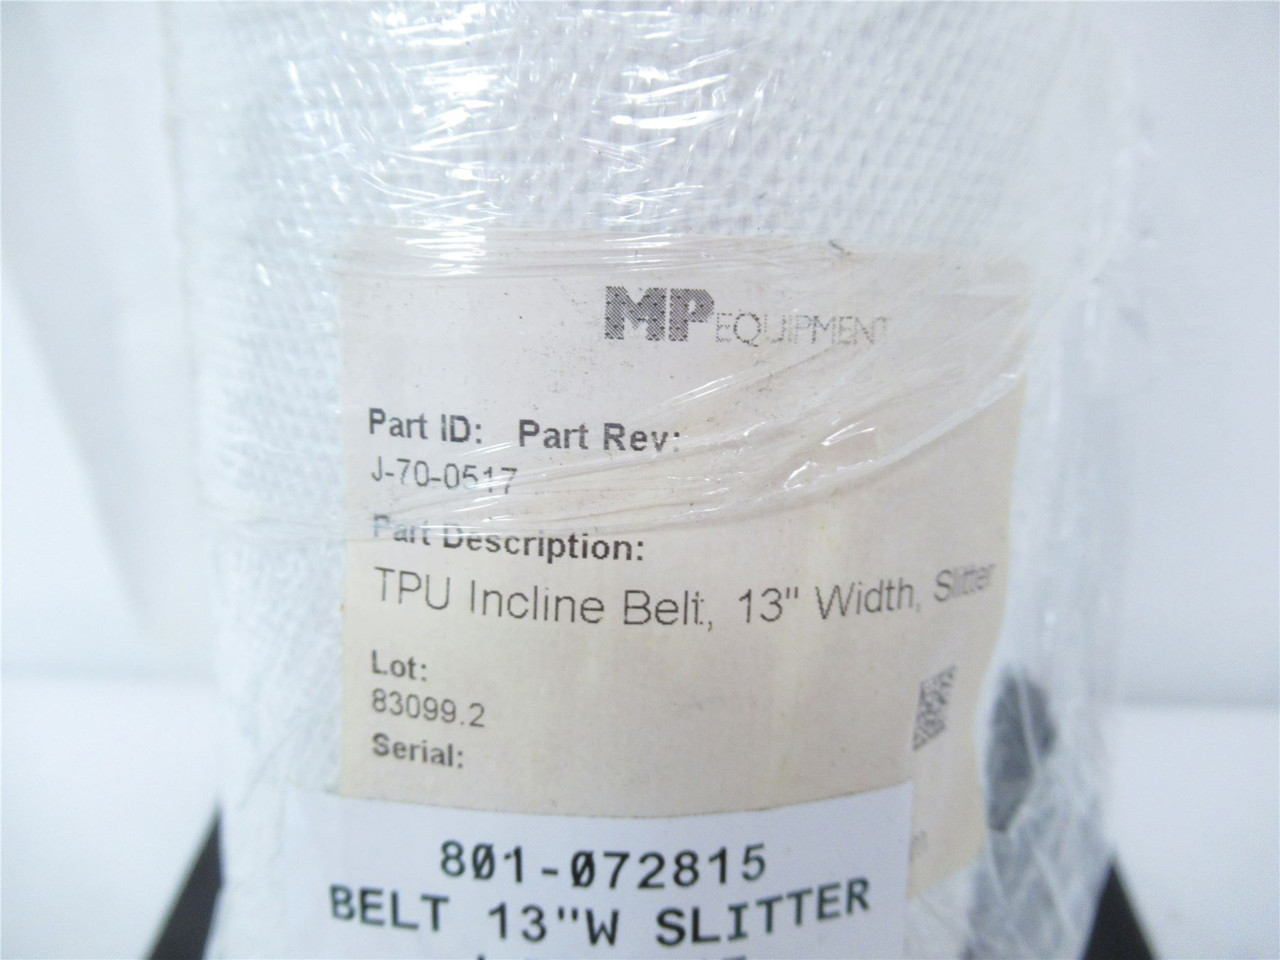 MP EQUIPMENT
Part ID: Part Rev:
J-70-0517
Part Description:
TPU Incline Belt, 13" Width, Slitter
Lot:
83099.2
Serial:
801-072815
BELT 13"W SLITTER